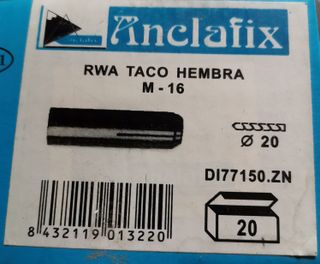 Anclafix
RWA TACO HEMBRA
M - 16
Ø 20
DI77150.ZN
20
8 432119 013220